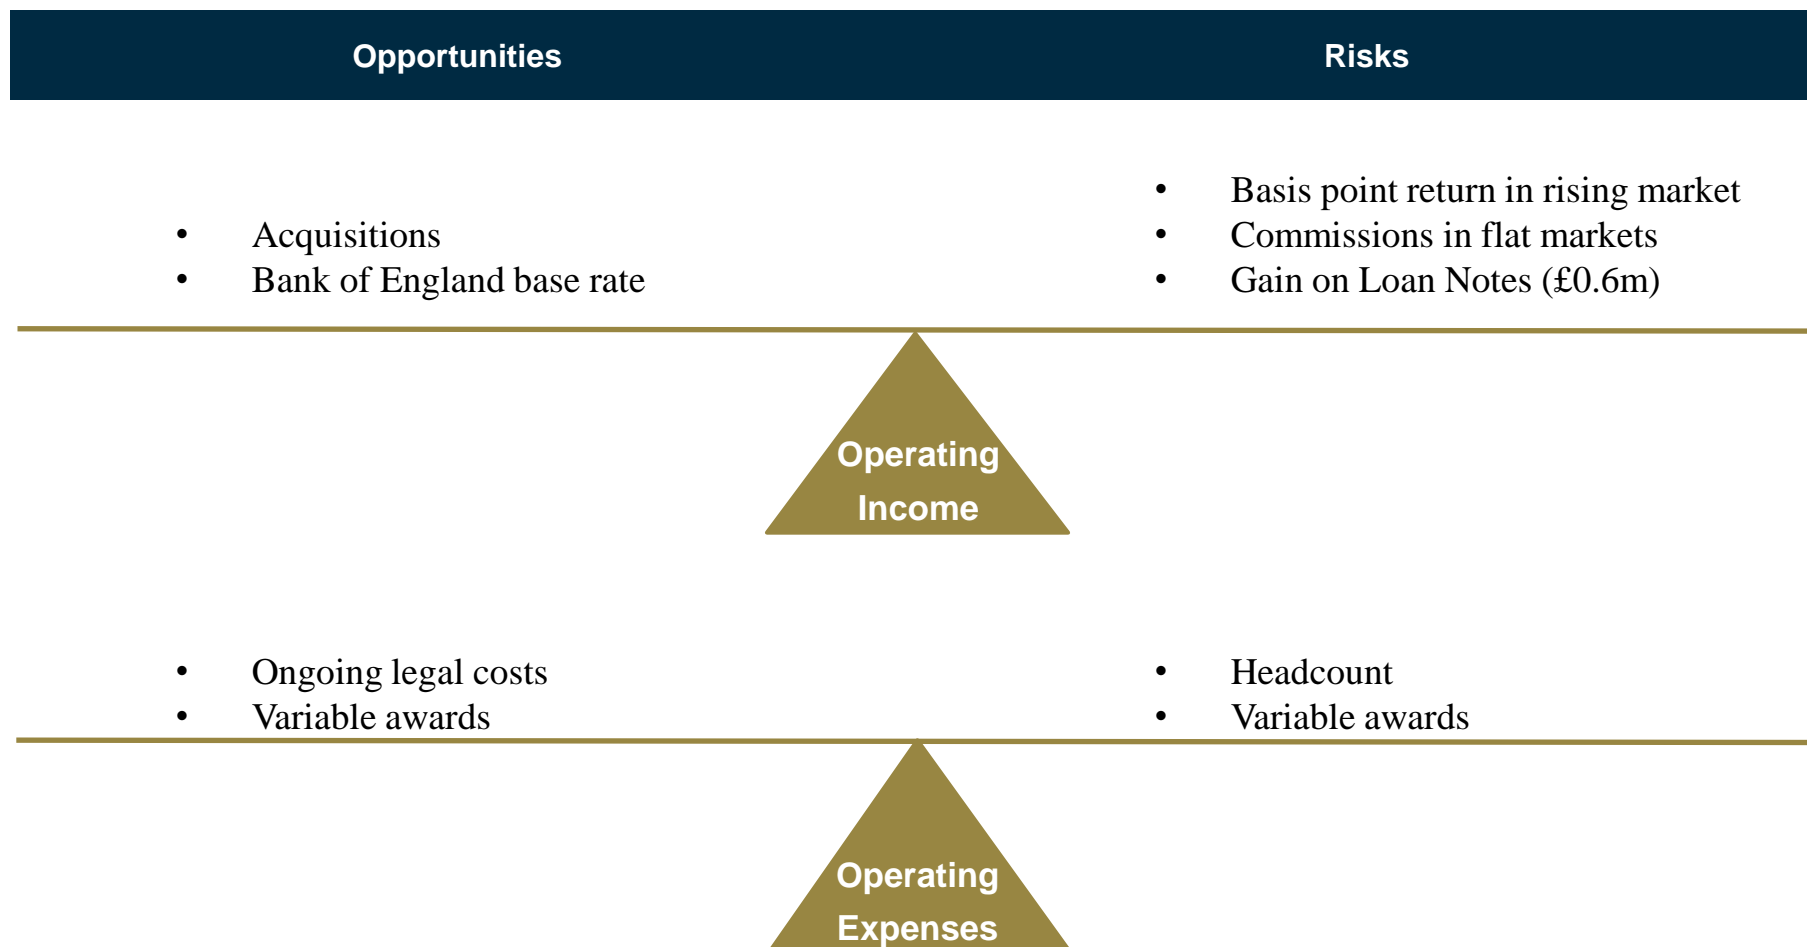 Opportunities
Risks
• Acquisitions
• Bank of England base rate
• Basis point return in rising market
• Commissions in flat markets
• Gain on Loan Notes (£0.6m)
Operating
Income
• Ongoing legal costs
• Variable awards
• Headcount
• Variable awards
Operating
Expenses